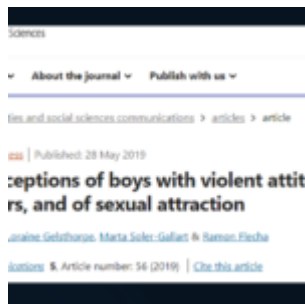 Sciences
About the journal Publish with us
ties and social sciences communications > articles > article
ess | Published: 28 May 2019
ceptions of boys with violent attit
rs, and of sexual attraction
Loraine Gelsthorpe, Marta Soler-Gallart & Ramon Flecha
ications 5, Article number: 56 (2019) | Cite this article